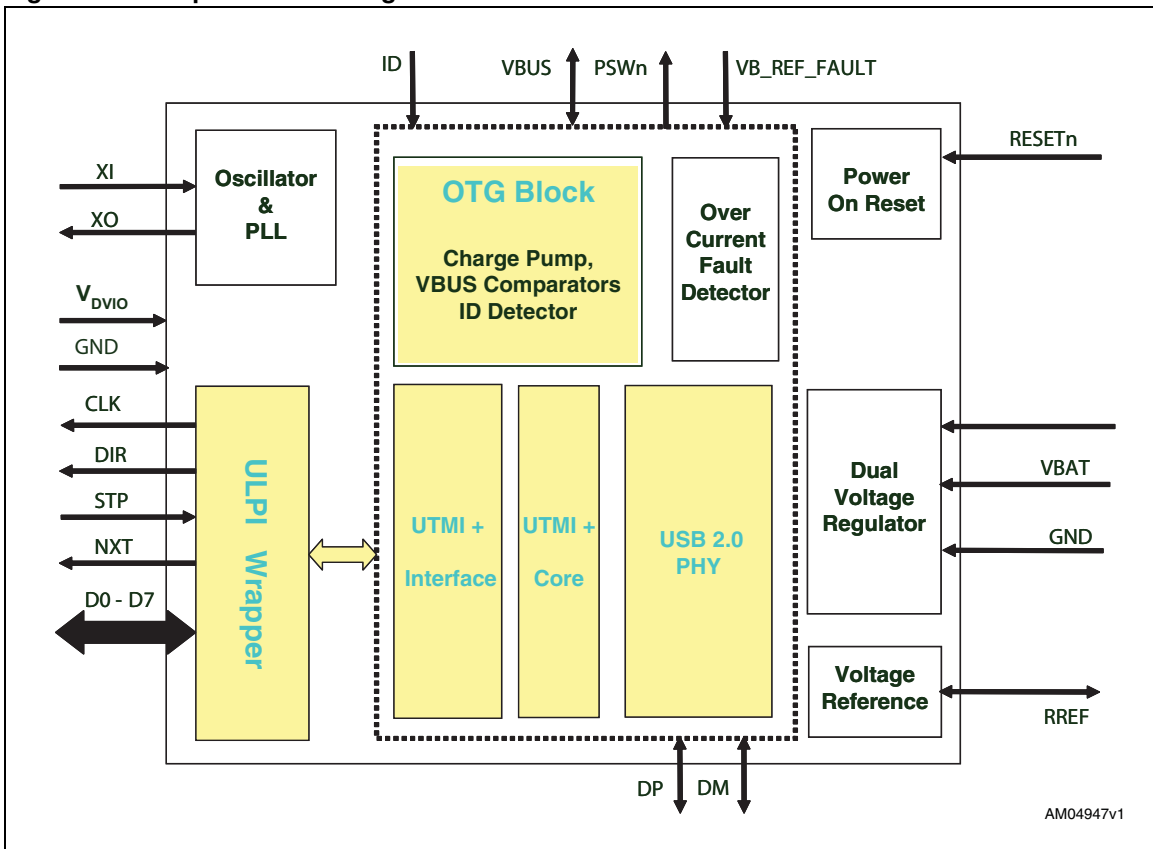 ID
VBUS
PSWn
VB_REF_FAULT
XI
XO
VDVIO
GND
CLK
DIR
STP
NXT
D0 - D7
Oscillator
&
PLL
ULPI Wrapper
OTG Block
Charge Pump,
VBUS Comparators
ID Detector
Over
Current
Fault
Detector
UTMI +
Interface
UTMI +
Core
USB 2.0
PHY
Power
On Reset
RESETn
Dual
Voltage
Regulator
VBAT
GND
Voltage
Reference
RREF
DP
DM
AM04947v1